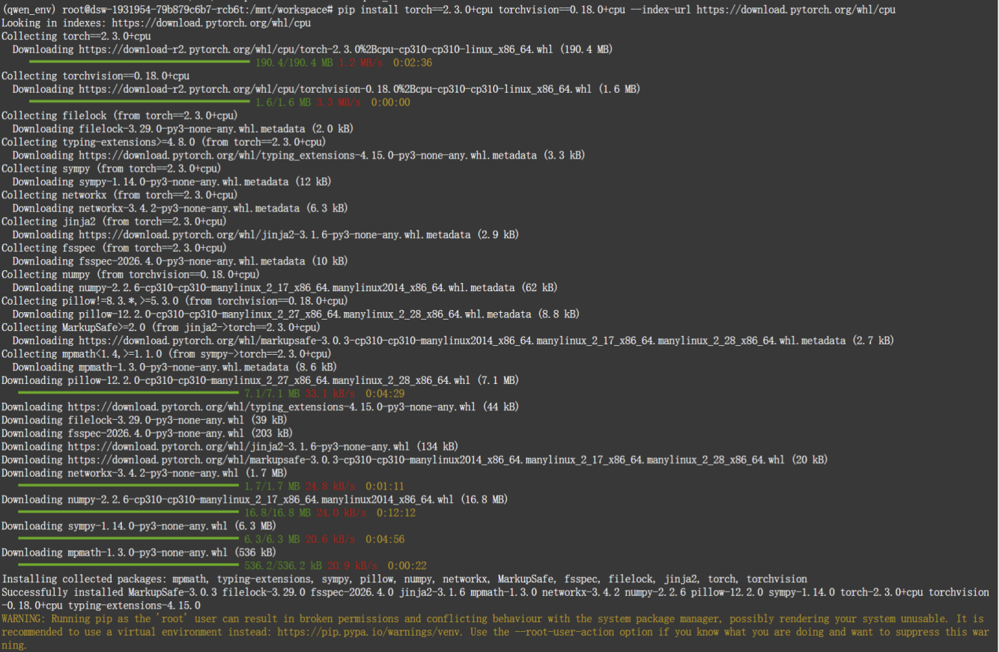 (qwen_env) root@dsw-1931954-79b879c6b7-rcb6t:/mnt/workspace# pip install torch==2.3.0+cpu torchvision==0.18.0+cpu --index-url https://download.pytorch.org/whl/cpu
Looking in indexes: https://download.pytorch.org/whl/cpu
Collecting torch==2.3.0+cpu
  Downloading https://download-r2.pytorch.org/whl/cpu/torch-2.3.0%2Bcpu-cp310-cp310-linux_x86_64.whl (190.4 MB)
190.4/190.4 MB 1.2 MB/s 0:02:36
Collecting torchvision==0.18.0+cpu
  Downloading https://download-r2.pytorch.org/whl/cpu/torchvision-0.18.0%2Bcpu-cp310-cp310-linux_x86_64.whl (1.6 MB)
1.6/1.6 MB 3.3 MB/s 0:00:00
Collecting filelock (from torch==2.3.0+cpu)
  Downloading filelock-3.29.0-py3-none-any.whl.metadata (2.0 kB)
Collecting typing-extensions>=4.8.0 (from torch==2.3.0+cpu)
  Downloading https://download.pytorch.org/whl/typing_extensions-4.15.0-py3-none-any.whl.metadata (3.3 kB)
Collecting sympy (from torch==2.3.0+cpu)
  Downloading sympy-1.14.0-py3-none-any.whl.metadata (12 kB)
Collecting networkx (from torch==2.3.0+cpu)
  Downloading networkx-3.4.2-py3-none-any.whl.metadata (6.3 kB)
Collecting jinja2 (from torch==2.3.0+cpu)
  Downloading https://download.pytorch.org/whl/jinja2-3.1.6-py3-none-any.whl.metadata (2.9 kB)
Collecting fsspec (from torch==2.3.0+cpu)
  Downloading fsspec-2026.4.0-py3-none-any.whl.metadata (10 kB)
Collecting numpy (from torchvision==0.18.0+cpu)
  Downloading numpy-2.2.6-cp310-cp310-manylinux_2_17_x86_64.manylinux2014_x86_64.whl.metadata (62 kB)
Collecting pillow!=8.3.*,>=5.3.0 (from torchvision==0.18.0+cpu)
  Downloading pillow-12.2.0-cp310-cp310-manylinux_2_27_x86_64.manylinux_2_28_x86_64.whl.metadata (8.8 kB)
Collecting MarkupSafe>=2.0 (from jinja2->torch==2.3.0+cpu)
  Downloading https://download.pytorch.org/whl/markupsafe-3.0.3-cp310-cp310-manylinux2014_x86_64.manylinux_2_17_x86_64.manylinux_2_28_x86_64.whl.metadata (2.7 kB)
Collecting mpmath<1.4,>=1.1.0 (from sympy->torch==2.3.0+cpu)
  Downloading mpmath-1.3.0-py3-none-any.whl.metadata (8.6 kB)
Downloading pillow-12.2.0-cp310-cp310-manylinux_2_27_x86_64.manylinux_2_28_x86_64.whl (7.1 MB)
7.1/7.1 MB 33.1 kB/s 0:04:29
Downloading https://download.pytorch.org/whl/typing_extensions-4.15.0-py3-none-any.whl (44 kB)
Downloading filelock-3.29.0-py3-none-any.whl (39 kB)
Downloading fsspec-2026.4.0-py3-none-any.whl (203 kB)
Downloading https://download.pytorch.org/whl/jinja2-3.1.6-py3-none-any.whl (134 kB)
Downloading https://download.pytorch.org/whl/markupsafe-3.0.3-cp310-cp310-manylinux2014_x86_64.manylinux_2_17_x86_64.manylinux_2_28_x86_64.whl (20 kB)
Downloading networkx-3.4.2-py3-none-any.whl (1.7 MB)
1.7/1.7 MB 24.8 kB/s 0:01:11
Downloading numpy-2.2.6-cp310-cp310-manylinux_2_17_x86_64.manylinux2014_x86_64.whl (16.8 MB)
16.8/16.8 MB 24.0 kB/s 0:12:12
Downloading sympy-1.14.0-py3-none-any.whl (6.3 MB)
6.3/6.3 MB 20.6 kB/s 0:04:56
Downloading mpmath-1.3.0-py3-none-any.whl (536 kB)
536.2/536.2 kB 20.9 kB/s 0:00:22
Installing collected packages: mpmath, typing-extensions, sympy, pillow, numpy, networkx, MarkupSafe, fsspec, filelock, jinja2, torch, torchvision
Successfully installed MarkupSafe-3.0.3 filelock-3.29.0 fsspec-2026.4.0 jinja2-3.1.6 mpmath-1.3.0 networkx-3.4.2 numpy-2.2.6 pillow-12.2.0 sympy-1.14.0 torch-2.3.0+cpu torchvision
-0.18.0+cpu typing-extensions-4.15.0
WARNING: Running pip as the 'root' user can result in broken permissions and conflicting behaviour with the system package manager, possibly rendering your system unusable. It is
recommended to use a virtual environment instead: https://pip.pypa.io/warnings/venv. Use the --root-user-action option if you know what you are doing and want to suppress this war
ning.